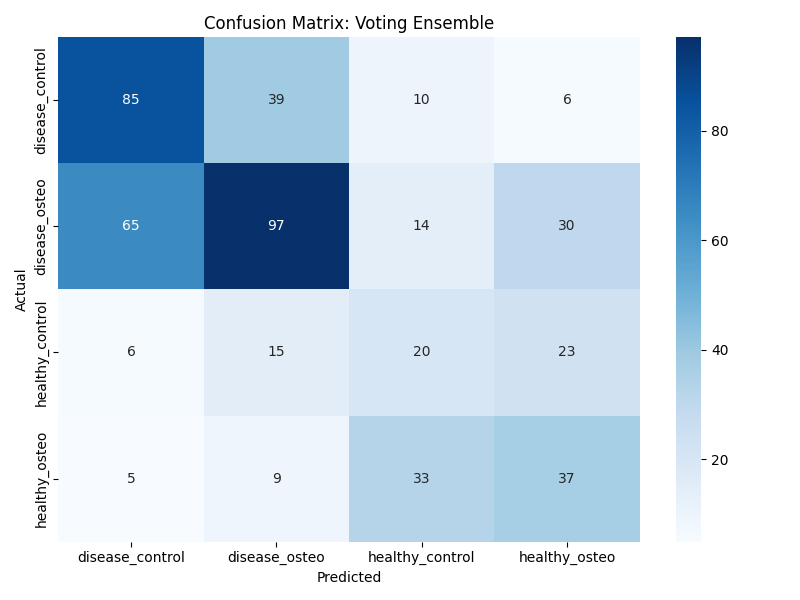 Confusion Matrix: Voting Ensemble
Actual
disease_control
85 39 10 6
disease_osteo
65 97 14 30
healthy_control
6 15 20 23
healthy_osteo
5 9 33 37
disease_control disease_osteo healthy_control healthy_osteo
Predicted
80
60
40
20